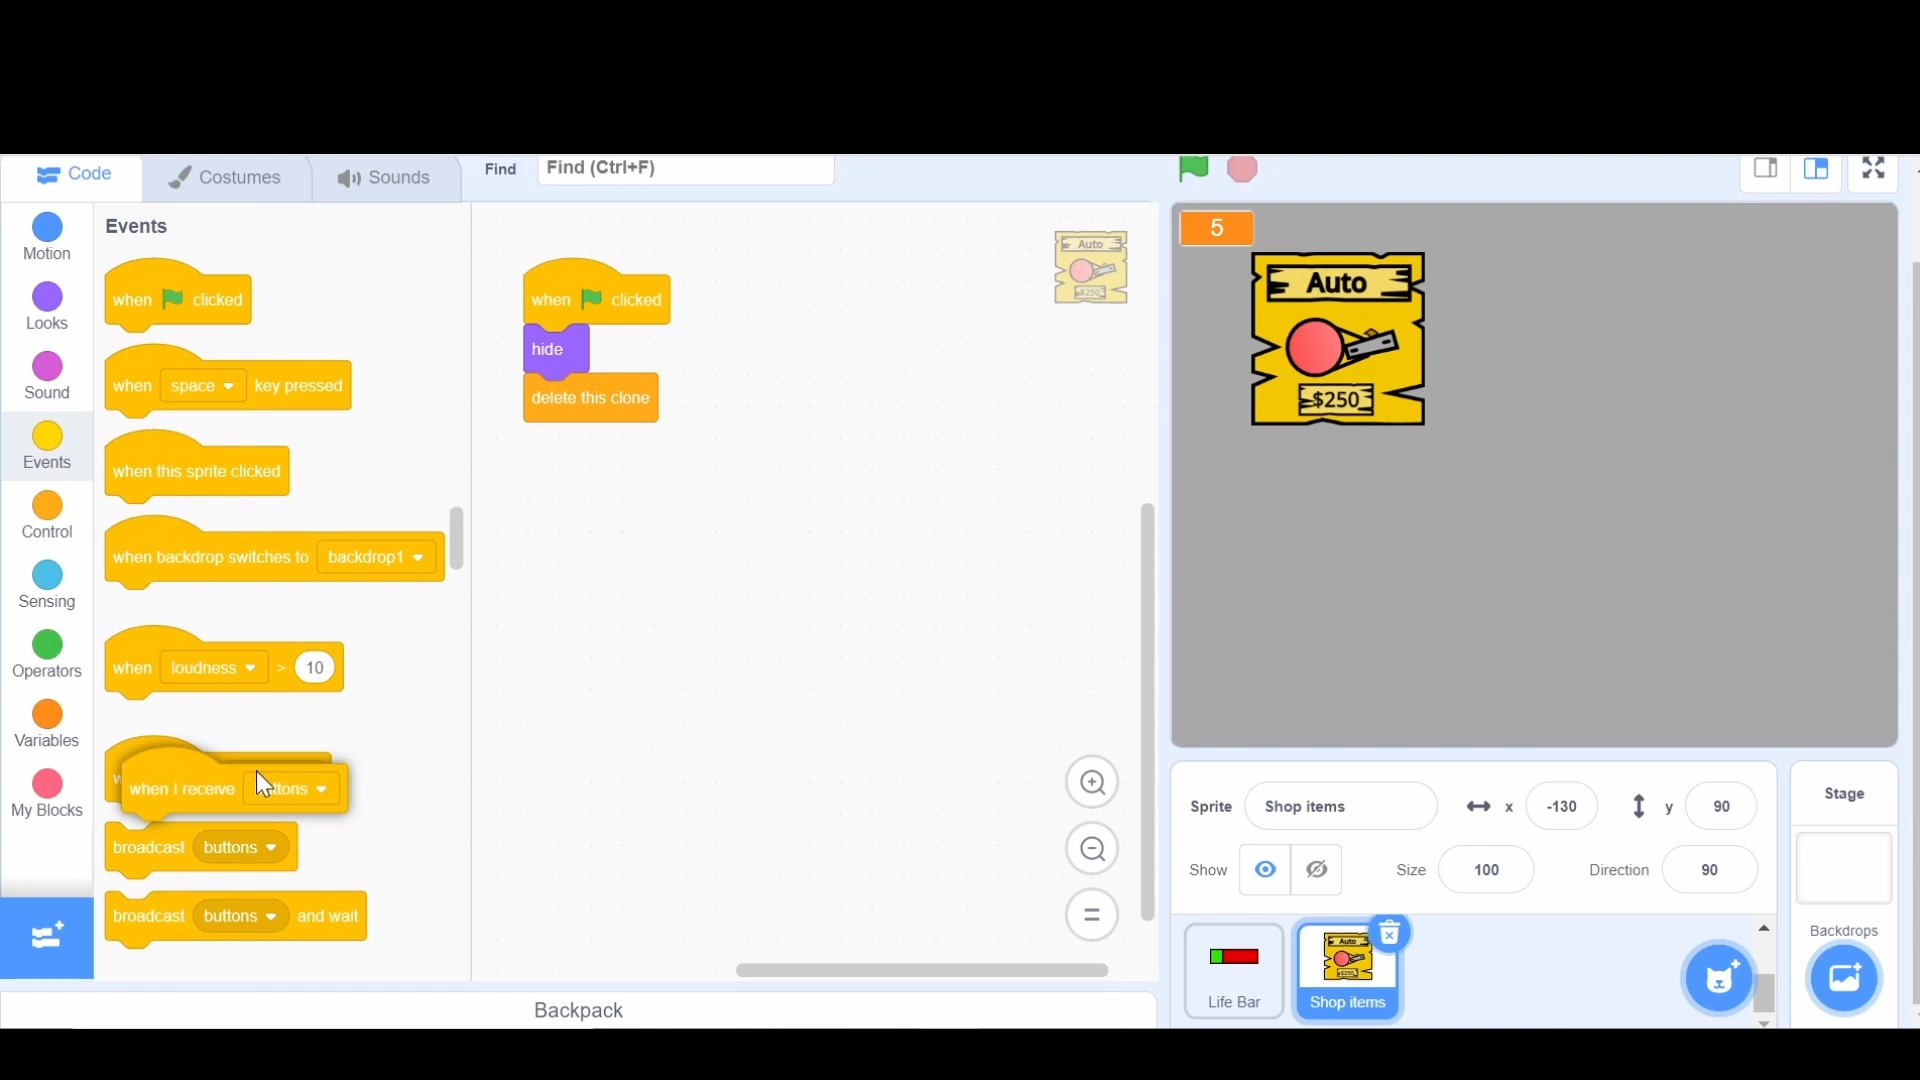 Code
Costumes
Sounds
Find
Find (Ctrl+F)
Motion
Looks
Sound
Events
Control
Sensing
Operators
Variables
My Blocks
Events
when clicked
when space key pressed
when this sprite clicked
when backdrop switches to backdrop1
when loudness > 10
when I receive
broadcast buttons
broadcast buttons and wait
when clicked
hide
delete this clone
Auto
$250
Backpack
5
Auto
$250
Sprite Shop items x -130 y 90
Show Size 100 Direction 90
Life Bar
Auto
Shop items
Stage
Backdrops